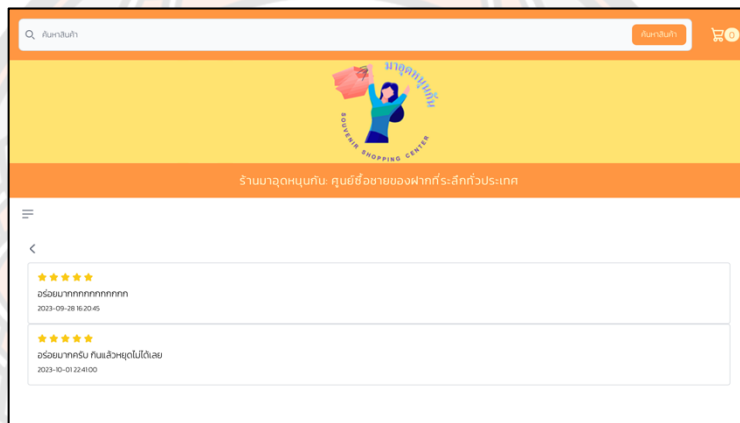 ค้นหาสินค้า
ค้นหาสินค้า
0
มาอุดหนุนกัน
SOUVENIR SHOPPING CENTER
ร้านมาอุดหนุนกัน: ศูนย์ซื้อขายของฝากที่ระลึกทั่วประเทศ
อร่อยมากกกกกกกกกกก
2023-09-28 16:20:45
อร่อยมากครับ กินแล้วหยุดไม่ได้เลย
2023-10-01 22:41:00